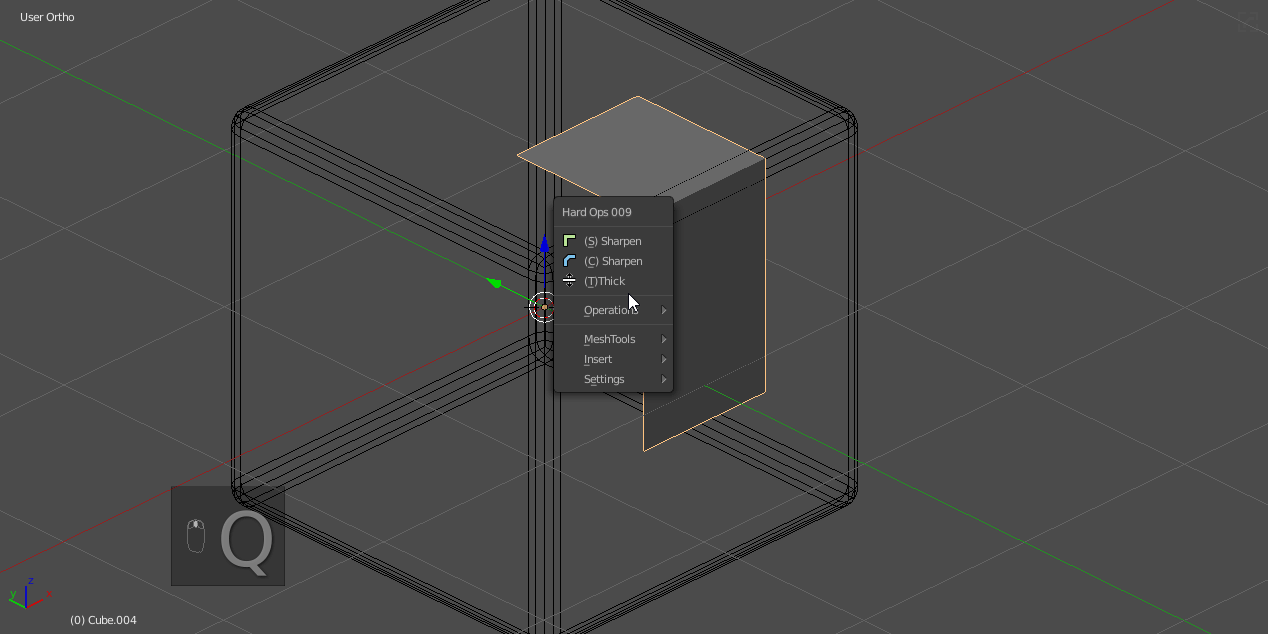 User Ortho
Hard Ops 009
(S) Sharpen
(C) Sharpen
(T)Thick
Operations
MeshTools
Insert
Settings
Q
z
y
x
(0) Cube.004